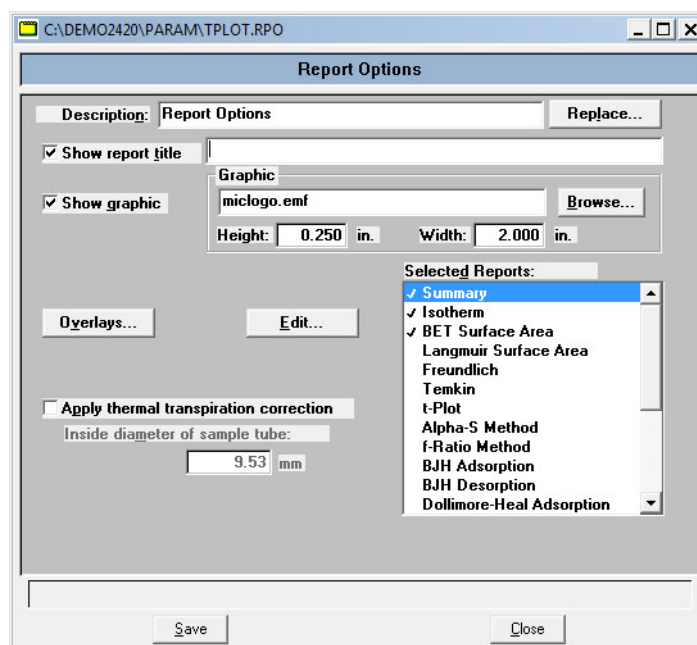 C:\DEMO2420\PARAM\TPLOT.RPO
Report Options
Description: Report Options Replace...
Show report title
Graphic
Show graphic miclogo.emf Browse...
Height: 0.250 in. Width: 2.000 in.
Selected Reports:
Summary
Isotherm
BET Surface Area
Langmuir Surface Area
Freundlich
Temkin
t-Plot
Alpha-S Method
f-Ratio Method
BJH Adsorption
BJH Desorption
Dollimore-Heal Adsorption
Overlays... Edit...
Apply thermal transpiration correction
Inside diameter of sample tube:
9.53 mm
Save Close